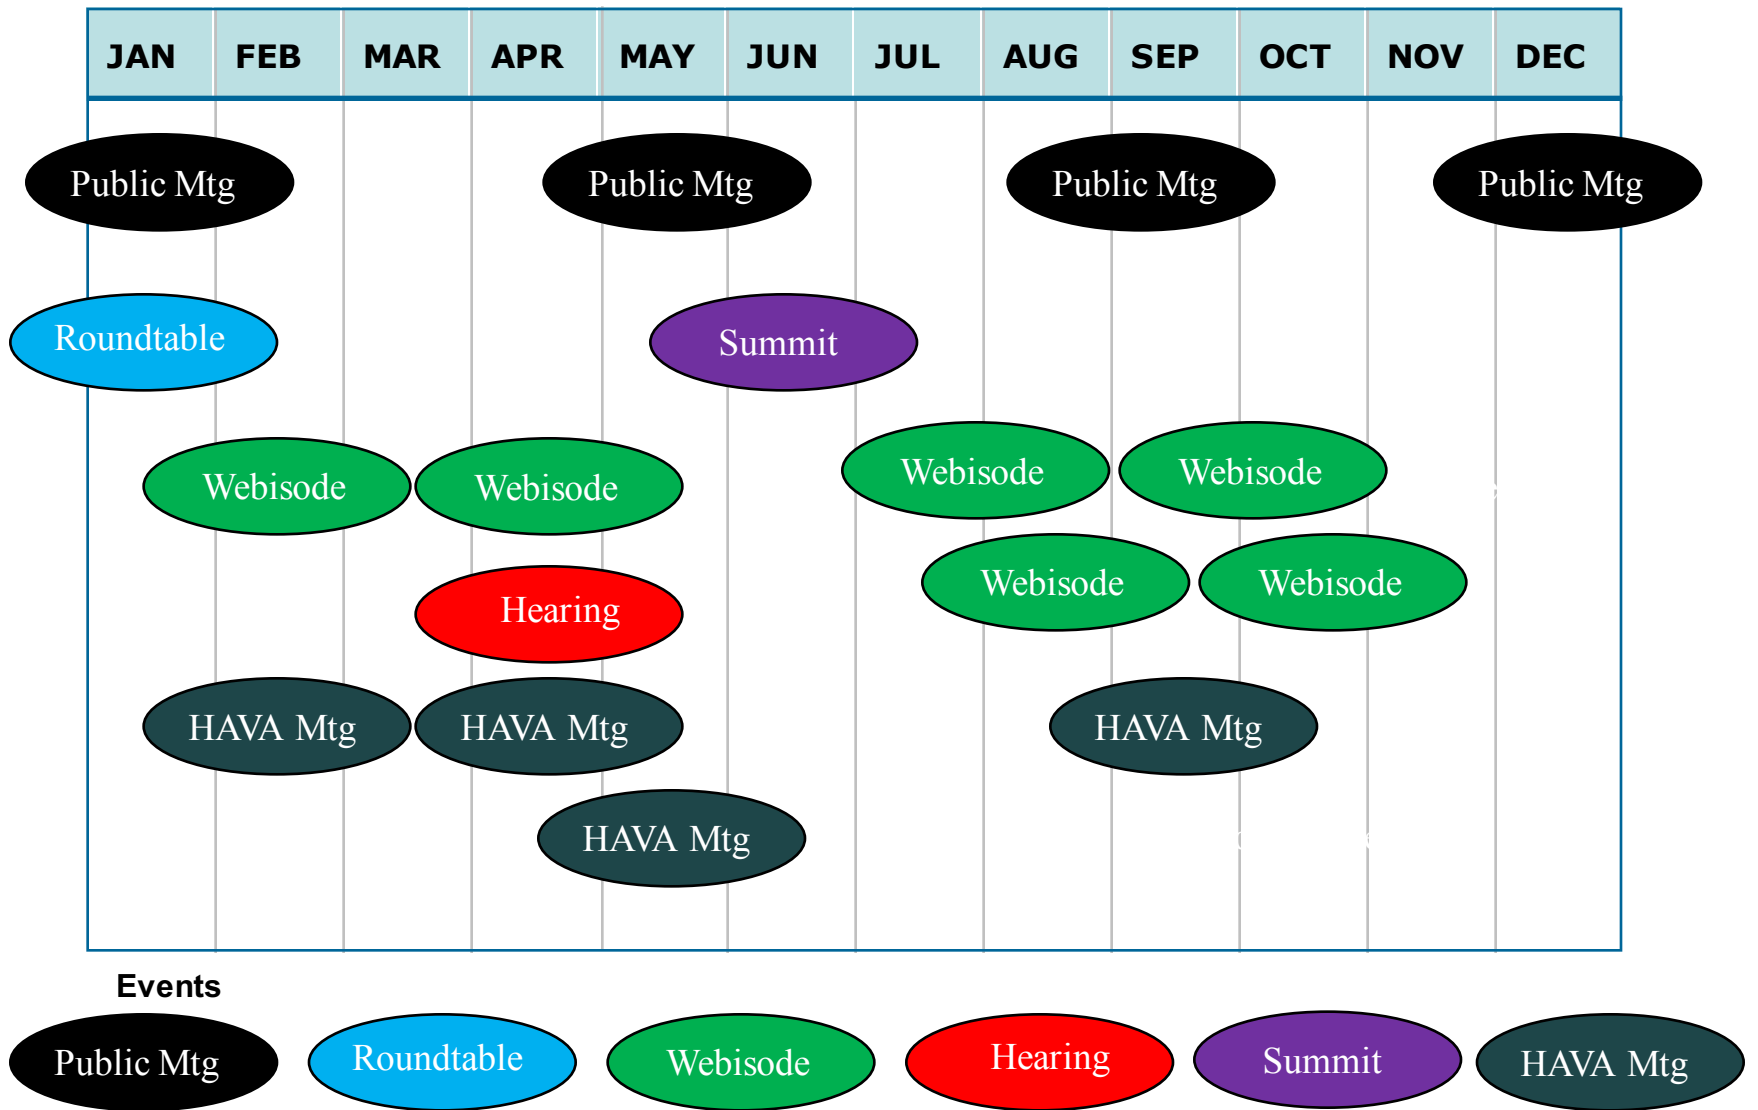 JAN FEB MAR APR MAY JUN JUL AUG SEP OCT NOV DEC
Public Mtg Public Mtg Public Mtg Public Mtg
Roundtable Summit
Webisode Webisode Webisode Webisode
Webisode Webisode
Hearing
HAVA Mtg HAVA Mtg HAVA Mtg
HAVA Mtg
Events
Public Mtg Roundtable Webisode Hearing Summit HAVA Mtg